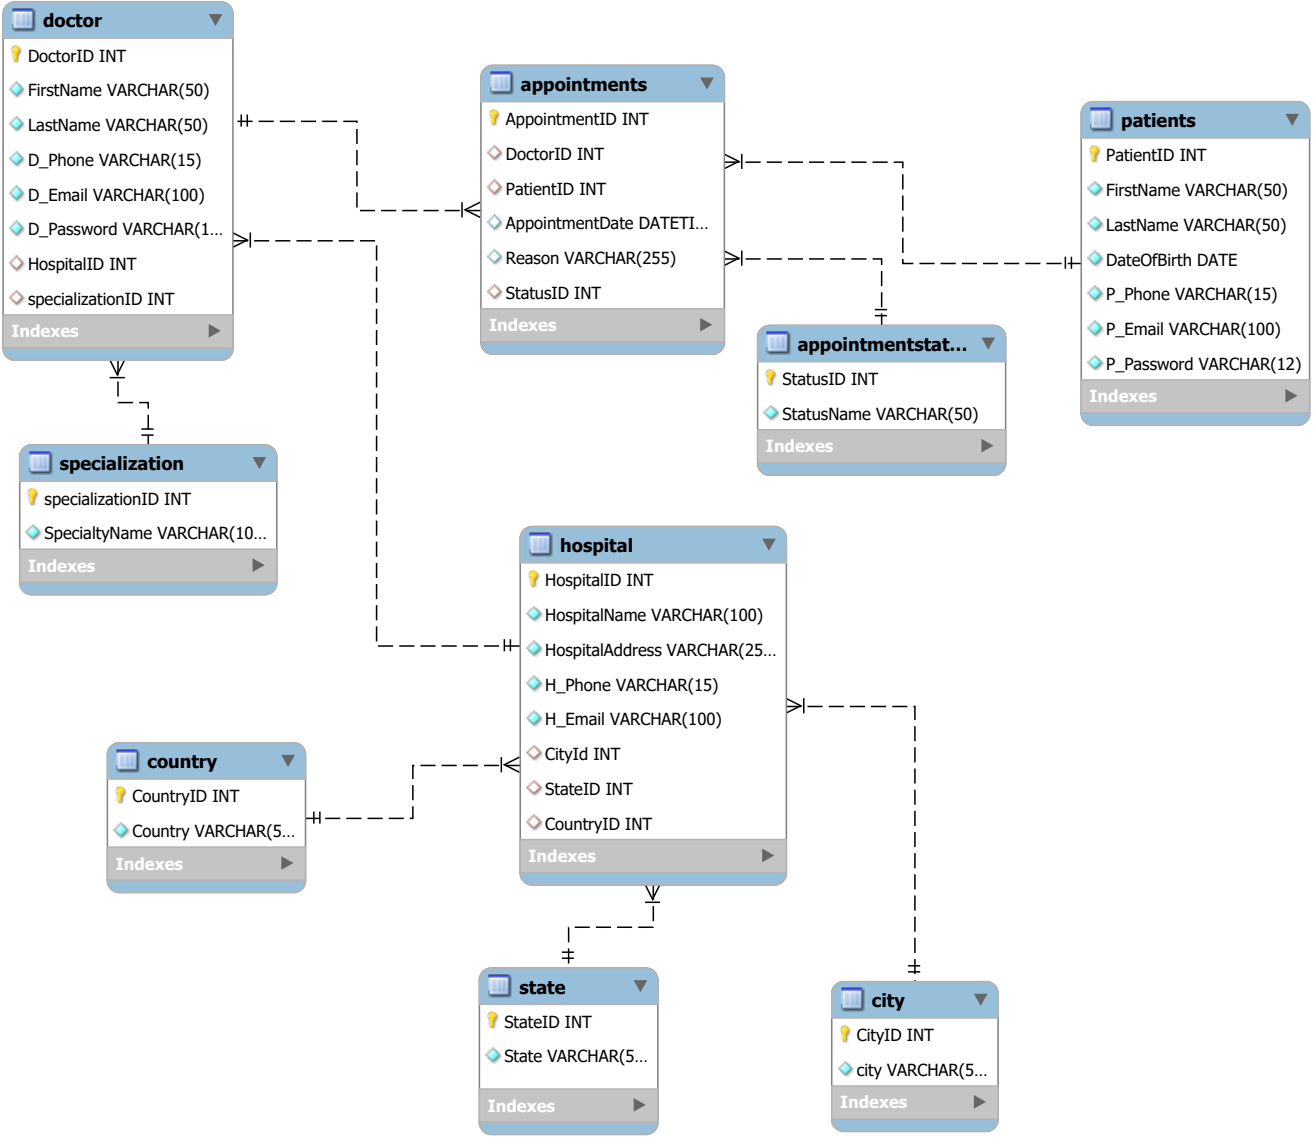 doctor
DoctorID INT
FirstName VARCHAR(50)
LastName VARCHAR(50)
D_Phone VARCHAR(15)
D_Email VARCHAR(100)
D_Password VARCHAR(1...
HospitalID INT
specializationID INT
Indexes
appointments
AppointmentID INT
DoctorID INT
PatientID INT
AppointmentDate DATETI...
Reason VARCHAR(255)
StatusID INT
Indexes
patients
PatientID INT
FirstName VARCHAR(50)
LastName VARCHAR(50)
DateOfBirth DATE
P_Phone VARCHAR(15)
P_Email VARCHAR(100)
P_Password VARCHAR(12)
Indexes
appointmentstat...
StatusID INT
StatusName VARCHAR(50)
Indexes
specialization
specializationID INT
SpecialtyName VARCHAR(10...
Indexes
hospital
HospitalID INT
HospitalName VARCHAR(100)
HospitalAddress VARCHAR(25...
H_Phone VARCHAR(15)
H_Email VARCHAR(100)
CityId INT
StateID INT
CountryID INT
Indexes
country
CountryID INT
Country VARCHAR(5...
Indexes
state
StateID INT
State VARCHAR(5...
Indexes
city
CityID INT
city VARCHAR(5...
Indexes